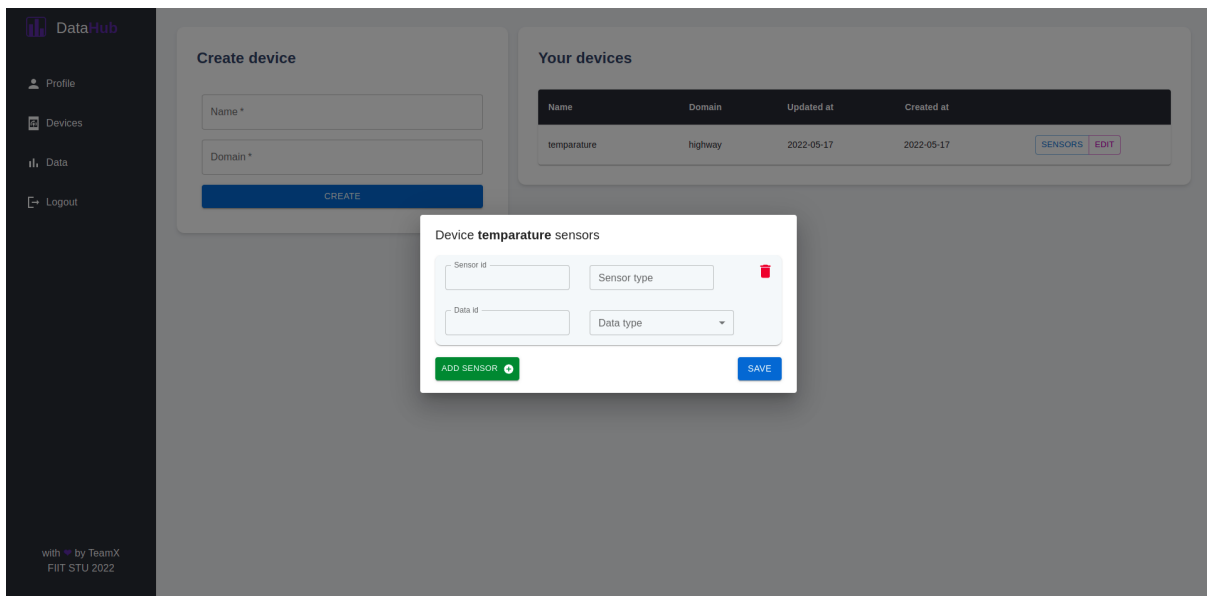 DataHub
Profile
Devices
Data
Logout
with by TeamX
FIIT STU 2022
Create device
Name *
Domain *
CREATE
Your devices
Name Domain Updated at Created at
temparature highway 2022-05-17 2022-05-17 SENSORS EDIT
Device temparature sensors
Sensor id
Sensor type
Data id
Data type
ADD SENSOR
SAVE